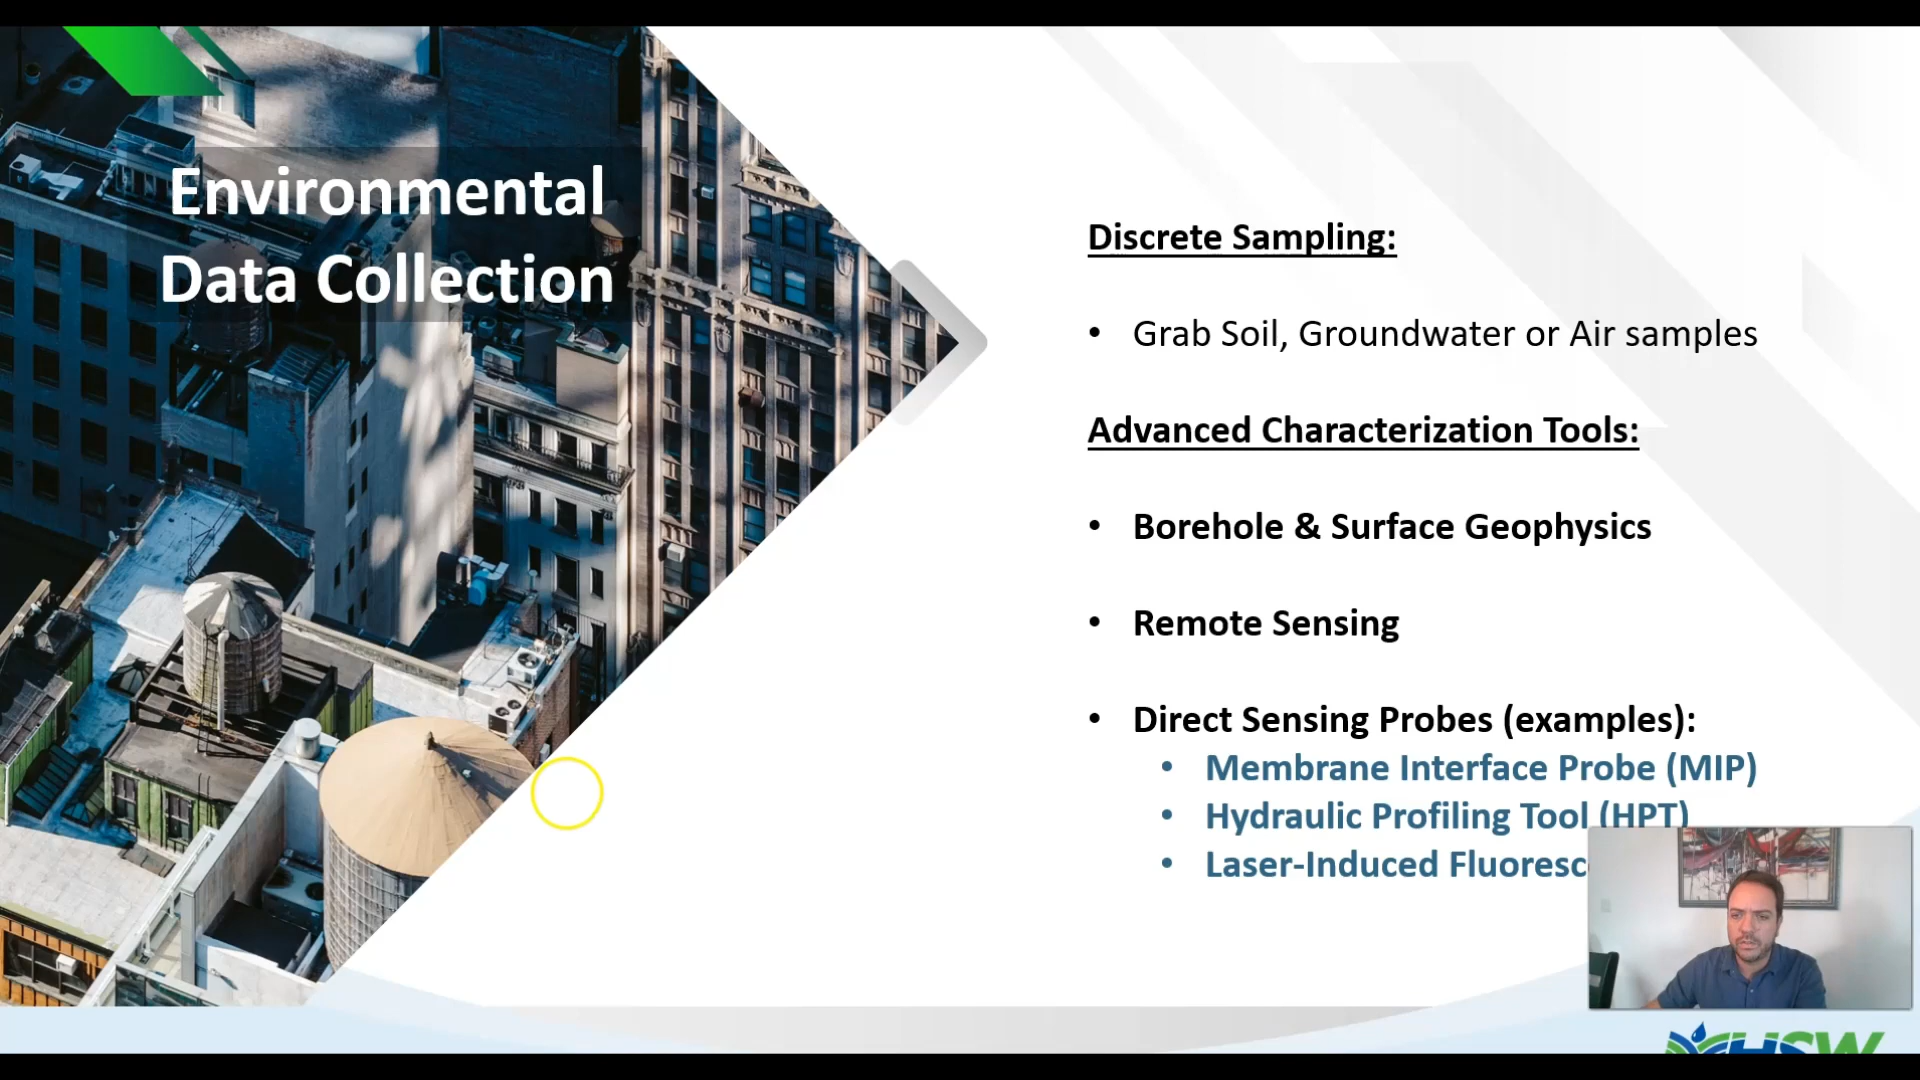 Environmental
Data Collection
Discrete Sampling:
• Grab Soil, Groundwater or Air samples
Advanced Characterization Tools:
• Borehole & Surface Geophysics
• Remote Sensing
• Direct Sensing Probes (examples):
• Membrane Interface Probe (MIP)
• Hydraulic Profiling Tool (HPT)
• Laser-Induced
HSW